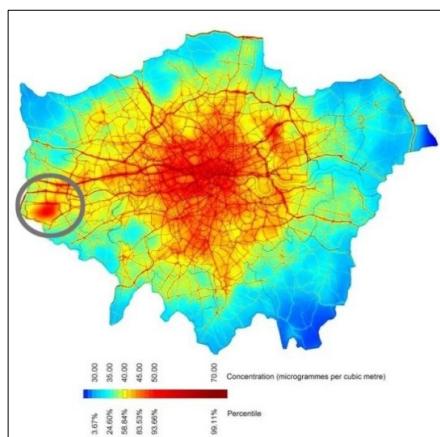 30.00 35.00 40.00 45.00 50.00 70.00 Concentration (microgrammes per cubic metre)
3.67% 24.60% 58.84% 83.53% 93.66% 99.11% Percentile